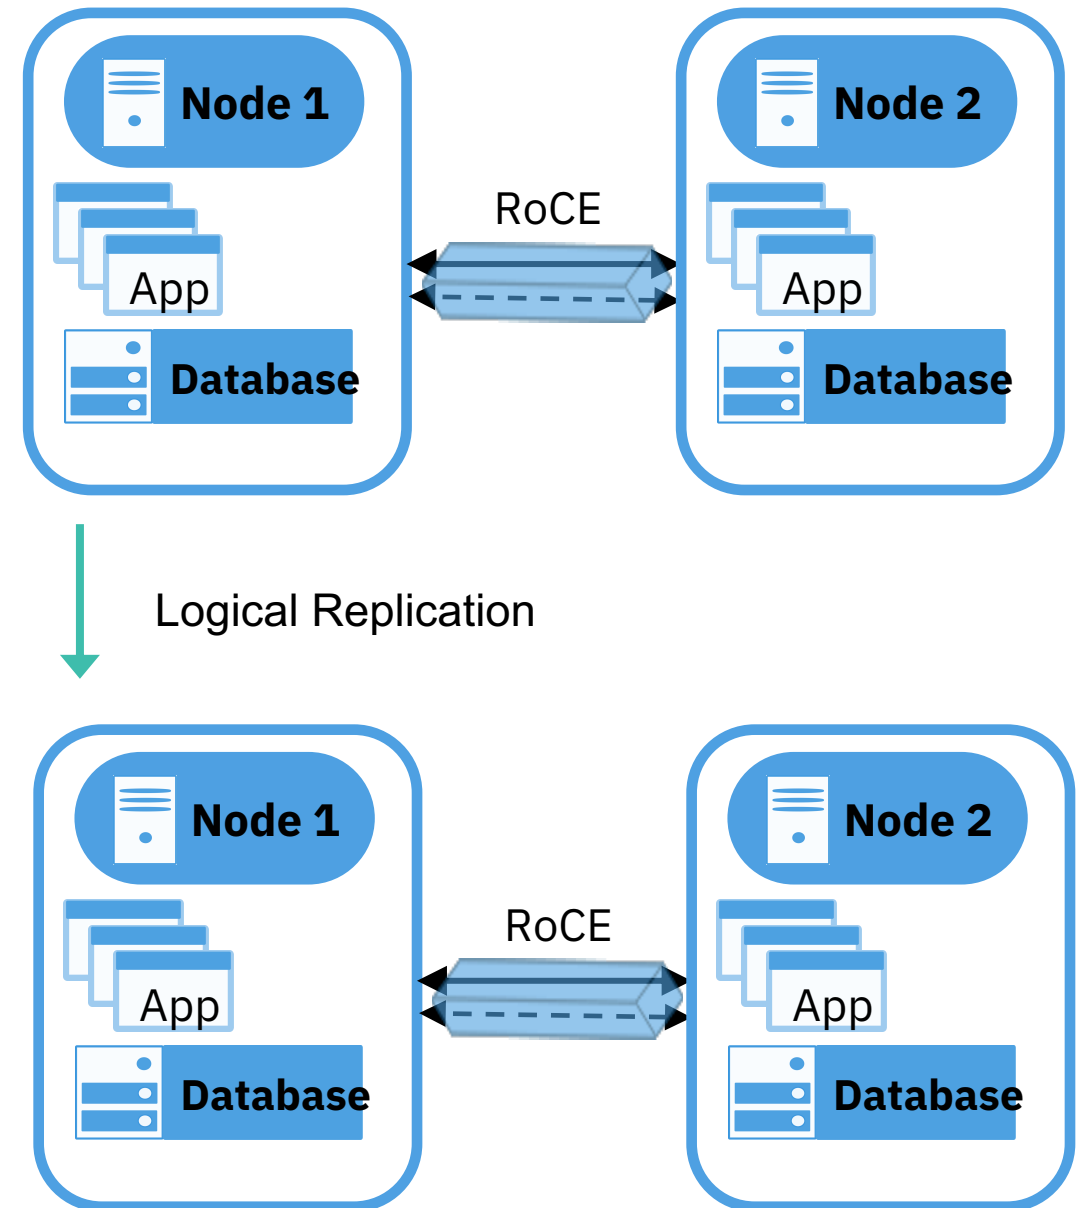 Node 1
Node 2
RoCE
App
App
Database
Database
Logical Replication
Node 1
Node 2
RoCE
App
App
Database
Database